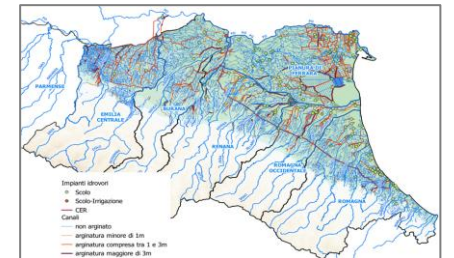 PIANURA DI
FERRARA
PARMENSE
EMILIA
CENTRALE
BURANA
RENANA
ROMAGNA
OCCIDENTALE
ROMAGNA
Impianti idrovori
Scolo
Scolo-Irrigazione
CER
Canali
non arginato
arginatura minore di 1m
arginatura compresa tra 1 e 3m
arginatura maggiore di 3m